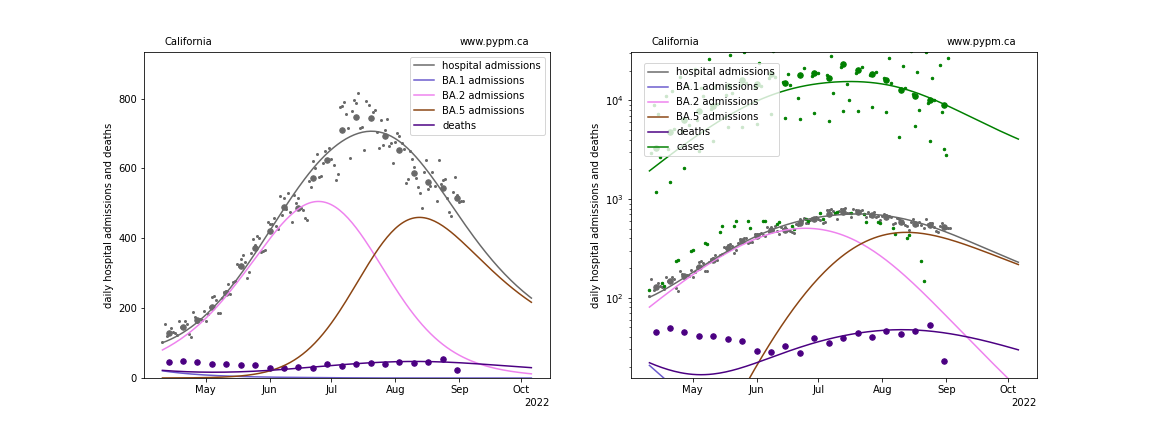 California
www.pypm.ca
daily hospital admissions and deaths
800
600
400
200
0
hospital admissions
BA.1 admissions
BA.2 admissions
BA.5 admissions
deaths
May
Jun
Jul
Aug
Sep
Oct
2022
California
www.pypm.ca
daily hospital admissions and deaths
10⁴
10³
10²
hospital admissions
BA.1 admissions
BA.2 admissions
BA.5 admissions
deaths
cases
May
Jun
Jul
Aug
Sep
Oct
2022